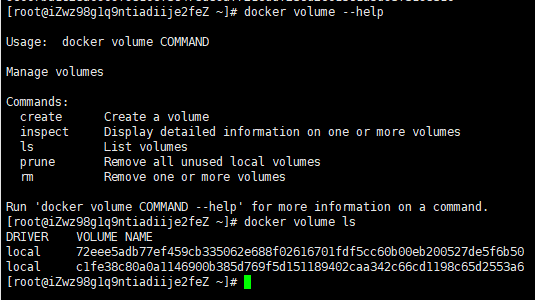 [root@iZwz98g1q9ntiadiije2feZ ~]# docker volume --help
Usage:  docker volume COMMAND
Manage volumes
Commands:
  create      Create a volume
  inspect     Display detailed information on one or more volumes
  ls          List volumes
  prune       Remove all unused local volumes
  rm          Remove one or more volumes
Run 'docker volume COMMAND --help' for more information on a command.
[root@iZwz98g1q9ntiadiije2feZ ~]# docker volume ls
DRIVER    VOLUME NAME
local     72eee5adb77ef459cb335062e688f02616701fdf5cc60b00eb200527de5f6b50
local     c1fe38c80a0a1146900b385d769f5d151189402caa342c66cd1198c65d2553a6
[root@iZwz98g1q9ntiadiije2feZ ~]#